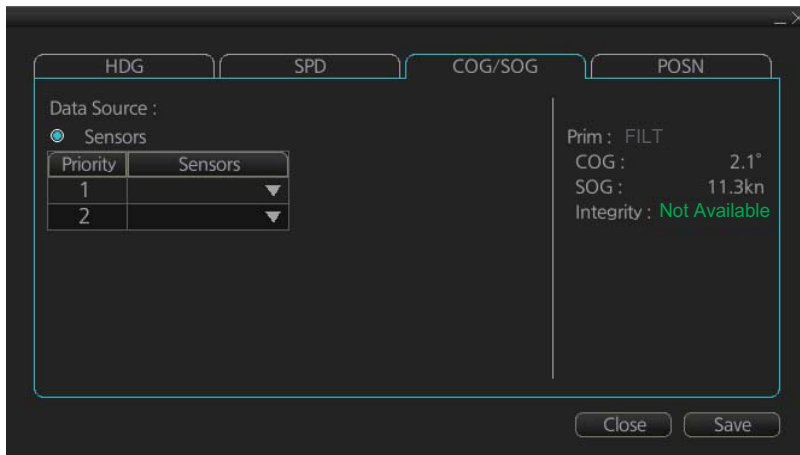 HDG SPD COG/SOG POSN
Data Source :
Sensors
Priority Sensors
1
2
Prim : FILT
COG : 2.1°
SOG : 11.3kn
Integrity : Not Available
Close Save